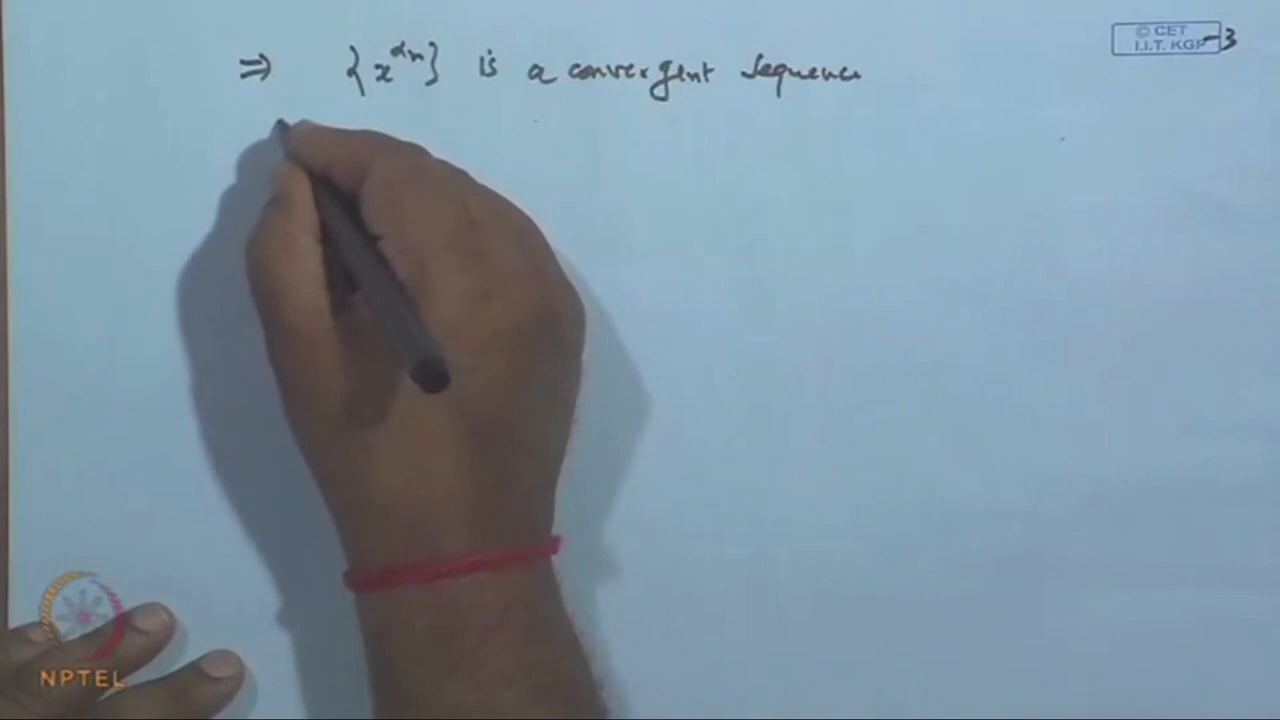 ⇒ {x^{αn}} is a convergent sequence
© CET
I.I.T. KGP
-3
NPTEL